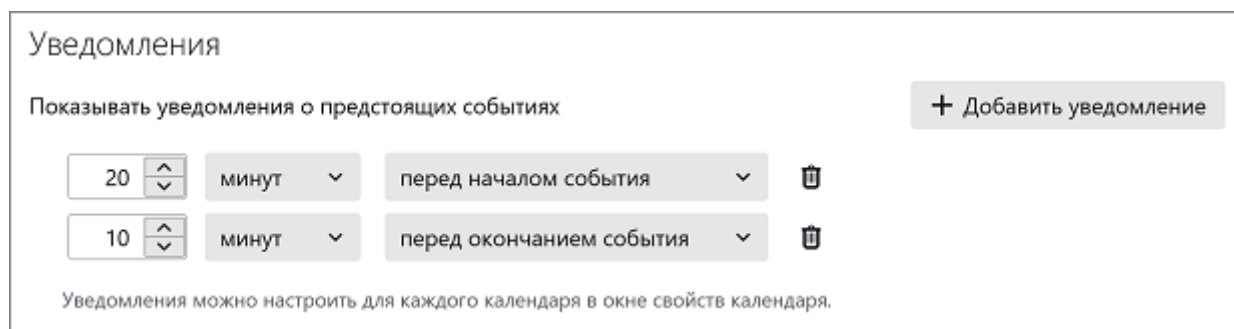 Уведомления
Показывать уведомления о предстоящих событиях
+ Добавить уведомление
20 минут перед началом события
10 минут перед окончанием события
Уведомления можно настроить для каждого календаря в окне свойств календаря.